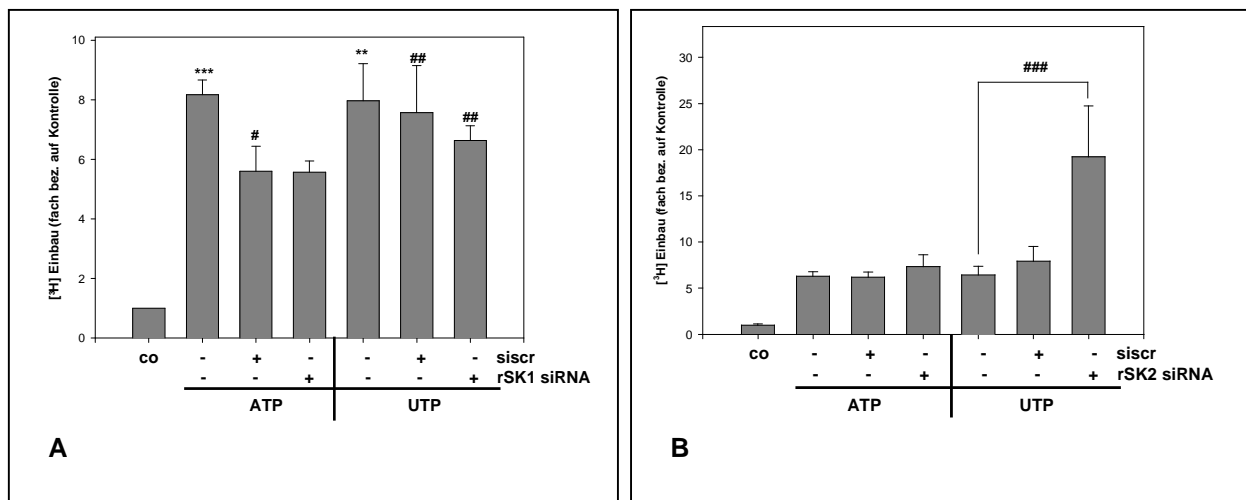 [³H] Einbau (fach bez. auf Kontrolle)
10
8
6
4
2
0
***
#
**
##
##
co - + - - + - siscr
- - + - - + rSK1 siRNA
ATP UTP
A
[³H] Einbau (fach bez. auf Kontrolle)
30
25
20
15
10
5
0
###
co - + - - + - siscr
- - + - - + rSK2 siRNA
ATP UTP
B